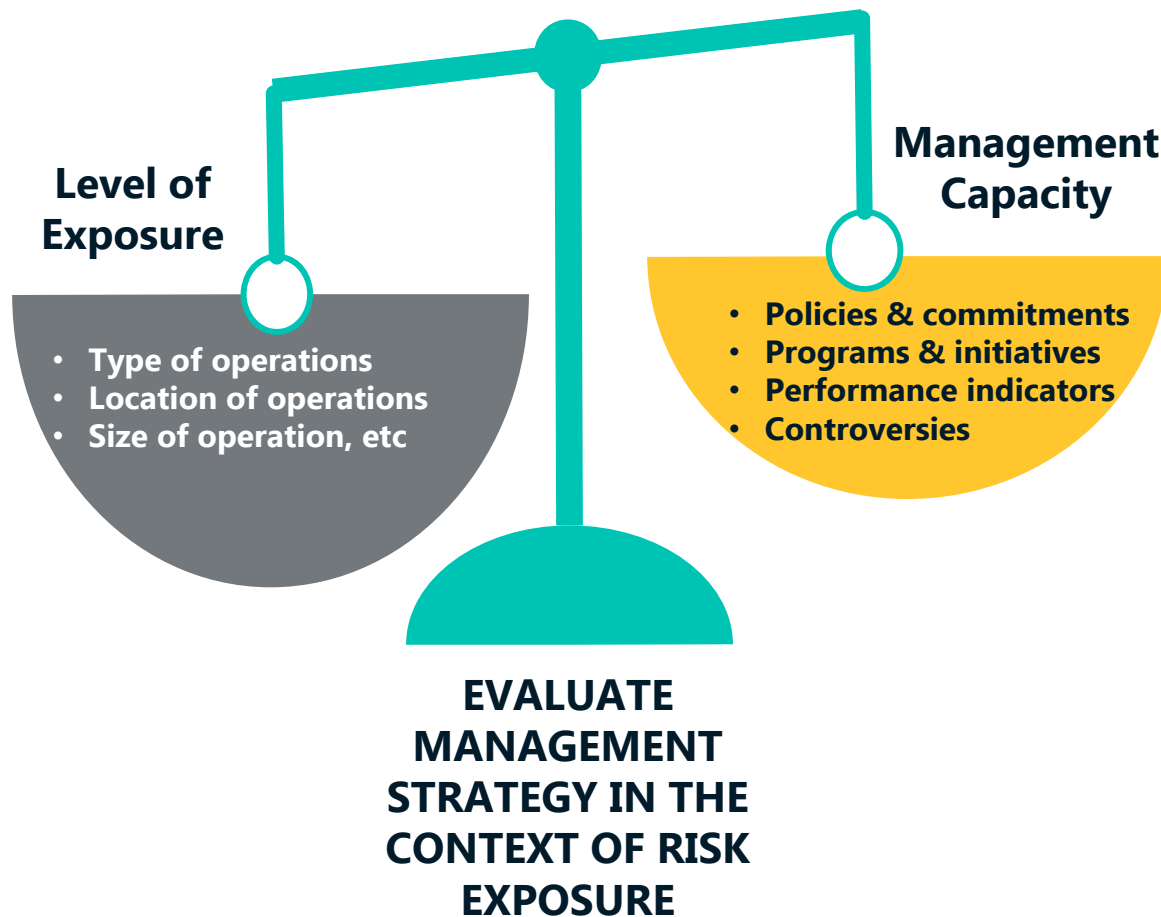 Level of
Exposure
• Type of operations
• Location of operations
• Size of operation, etc
Management
Capacity
• Policies & commitments
• Programs & initiatives
• Performance indicators
• Controversies
EVALUATE
MANAGEMENT
STRATEGY IN THE
CONTEXT OF RISK
EXPOSURE